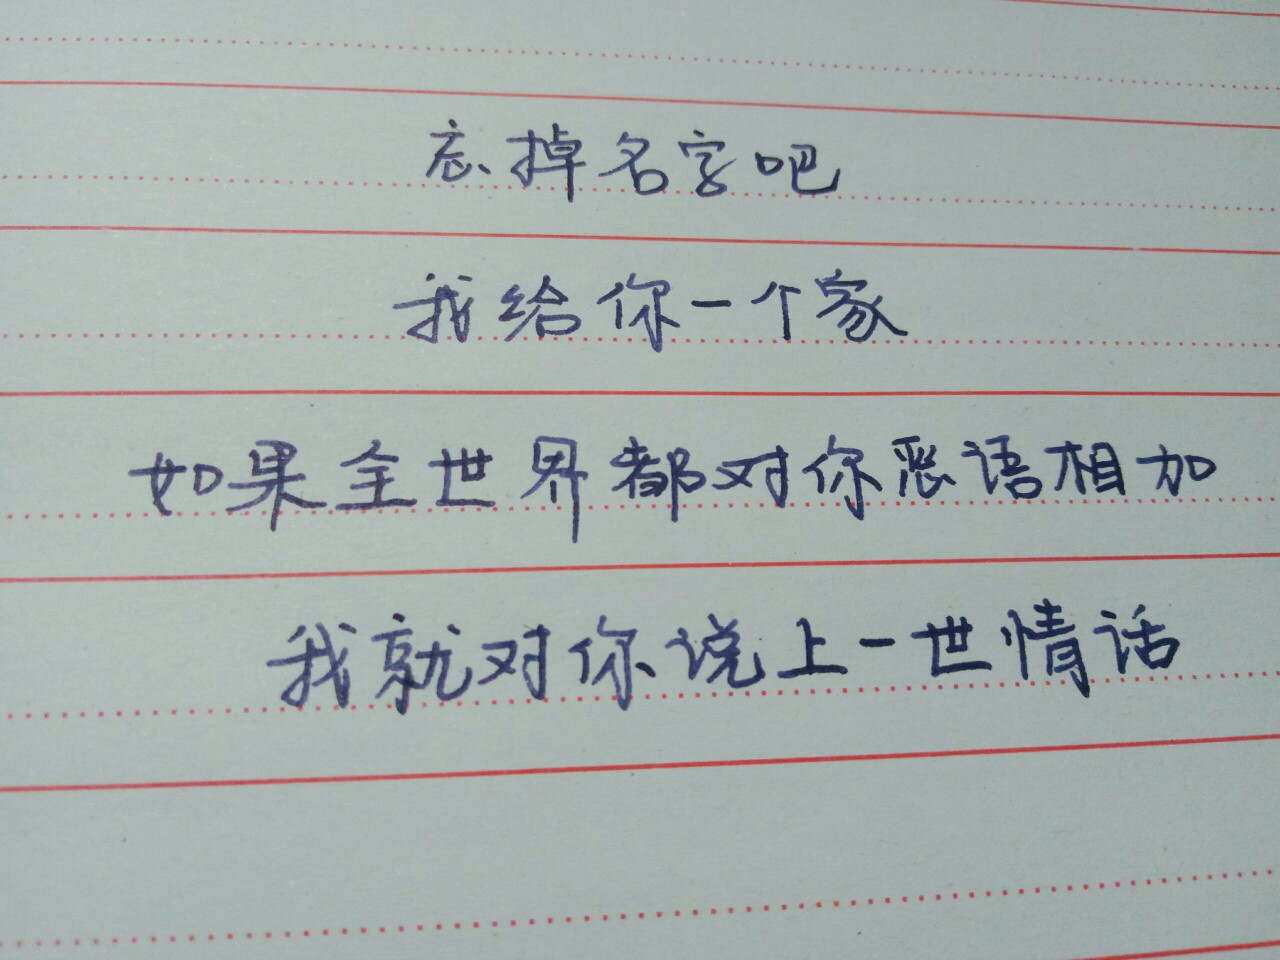 忘掉名字吧
我给你一个家
如果全世界都对你恶语相加
我就对你说上一世情话